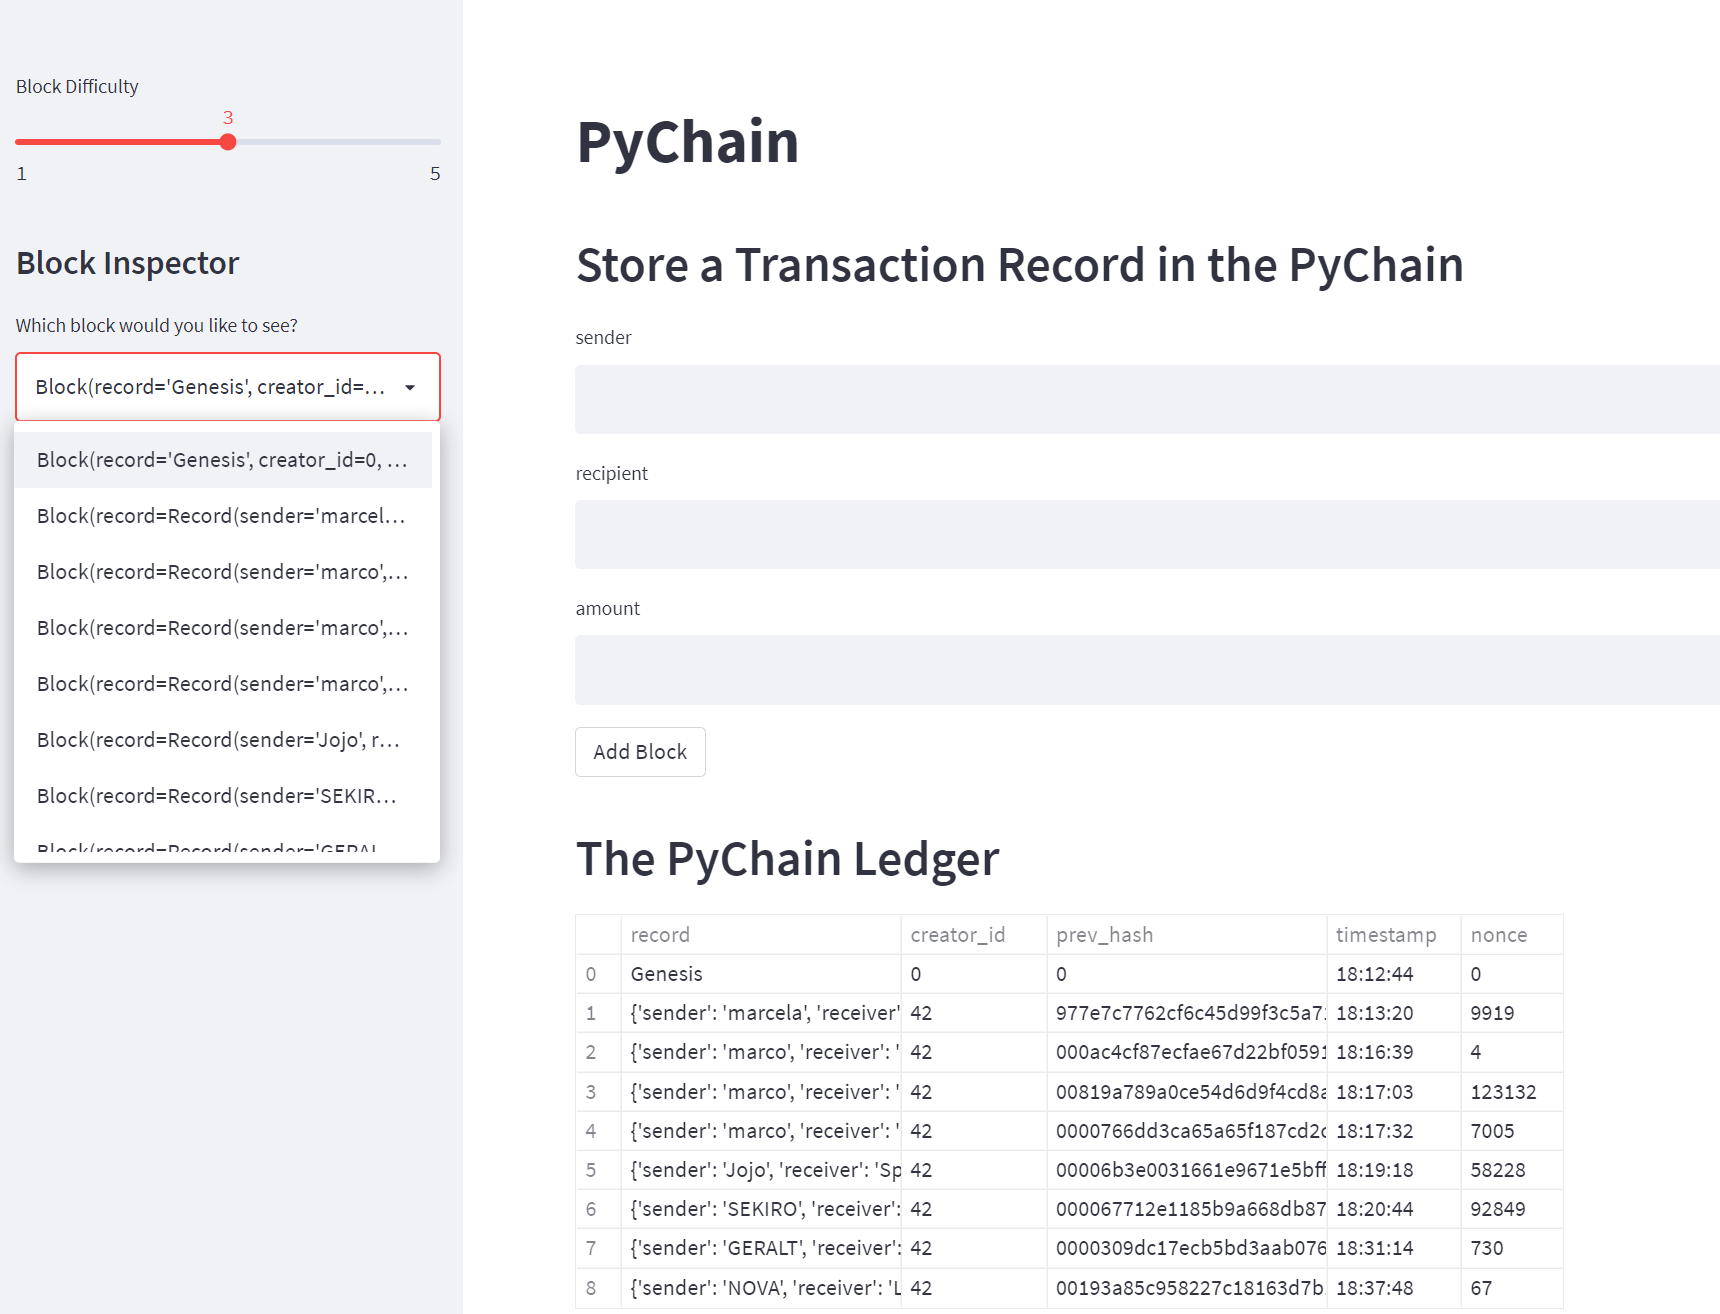 Block Difficulty
3
1 5
Block Inspector
Which block would you like to see?
Block(record='Genesis', creator_id=...
Block(record='Genesis', creator_id=0, ...
Block(record=Record(sender='marcel...
Block(record=Record(sender='marco',...
Block(record=Record(sender='marco',...
Block(record=Record(sender='marco',...
Block(record=Record(sender='Jojo', r...
Block(record=Record(sender='SEKIR...
Block(record=Record(sender='GERAL
PyChain
Store a Transaction Record in the PyChain
sender
recipient
amount
Add Block
The PyChain Ledger
record creator_id prev_hash timestamp nonce
0 Genesis 0 0 18:12:44 0
1 {'sender': 'marcela', 'receiver' 42 977e7c7762cf6c45d99f3c5a7 18:13:20 9919
2 {'sender': 'marco', 'receiver': ' 42 000ac4cf87ecfae67d22bf0591 18:16:39 4
3 {'sender': 'marco', 'receiver': ' 42 00819a789a0ce54d6d9f4cd8a 18:17:03 123132
4 {'sender': 'marco', 'receiver': ' 42 0000766dd3ca65a65f187cd2c 18:17:32 7005
5 {'sender': 'Jojo', 'receiver': 'Sp 42 00006b3e0031661e9671e5bff 18:19:18 58228
6 {'sender': 'SEKIRO', 'receiver': 42 000067712e1185b9a668db87 18:20:44 92849
7 {'sender': 'GERALT', 'receiver': 42 0000309dc17ecb5bd3aab076 18:31:14 730
8 {'sender': 'NOVA', 'receiver': 'L 42 00193a85c958227c18163d7b 18:37:48 67